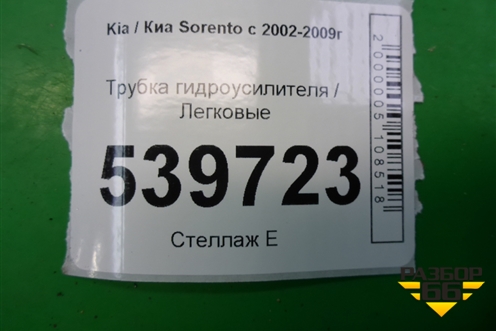 Kia / Киа Sorento с 2002-2009г
Трубка гидроусилителя /
Легковые
539723
Стеллаж Е
2000005108518
РАЗБОР
66